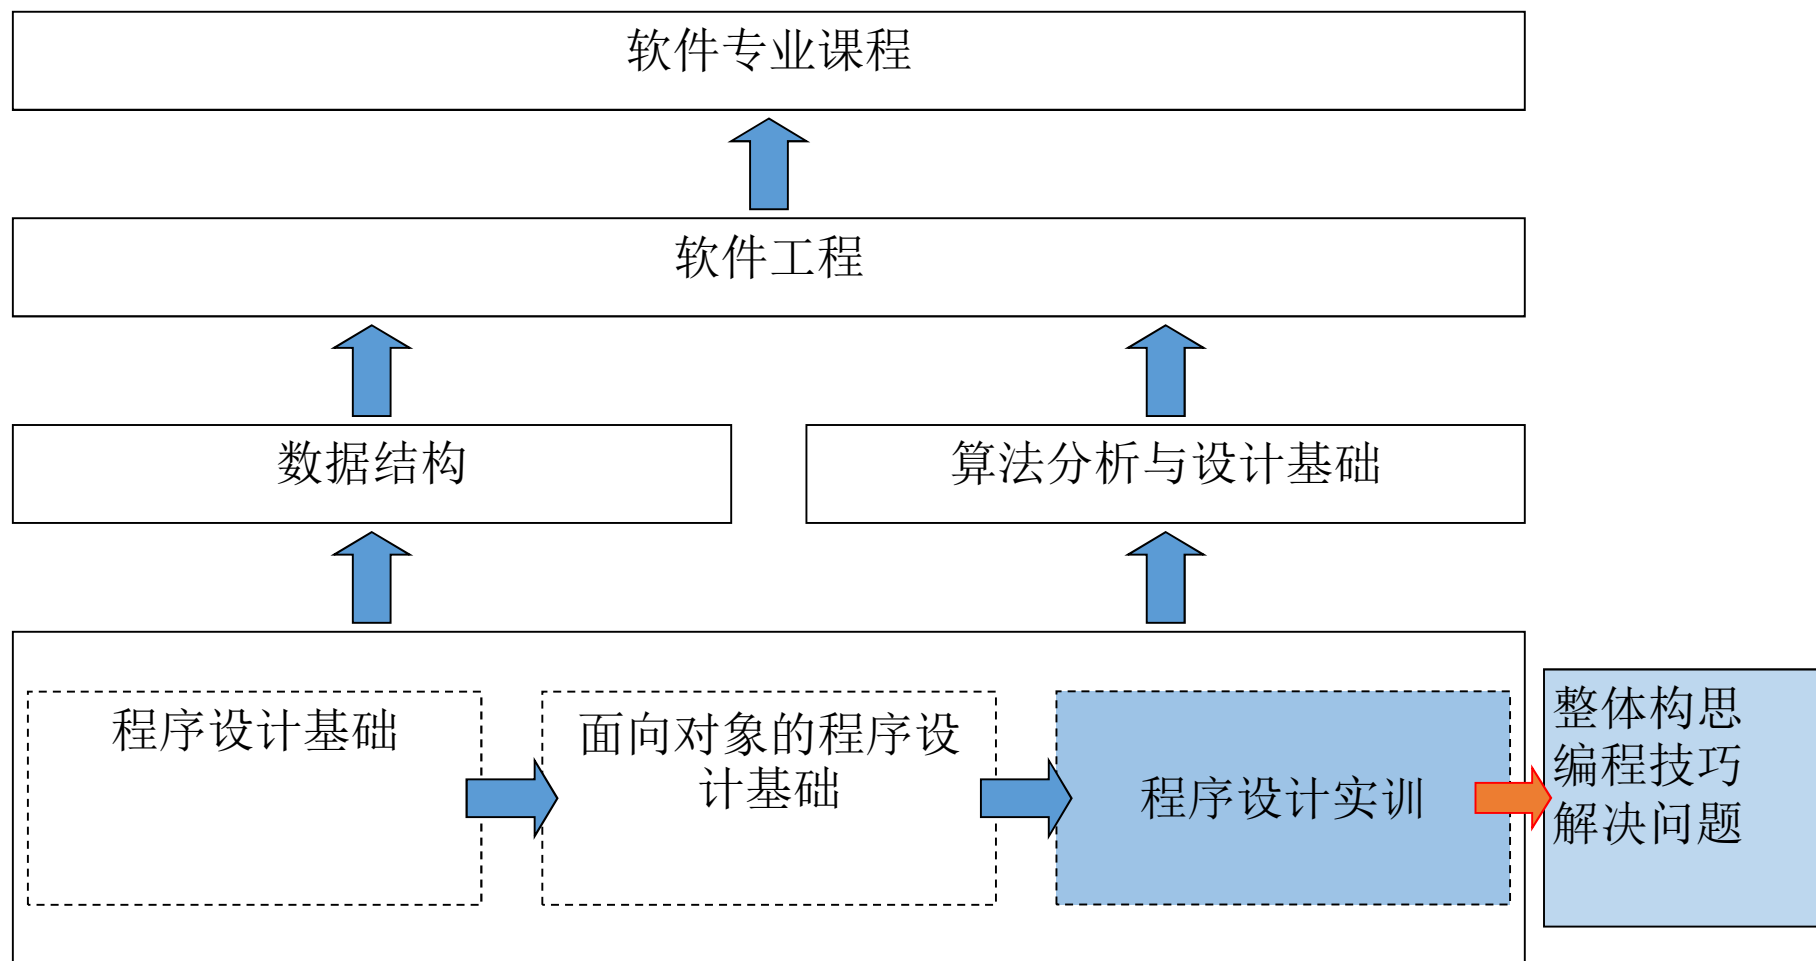 软件专业课程
软件工程
数据结构
算法分析与设计基础
程序设计基础
面向对象的程序设
计基础
程序设计实训
整体构思
编程技巧
解决问题